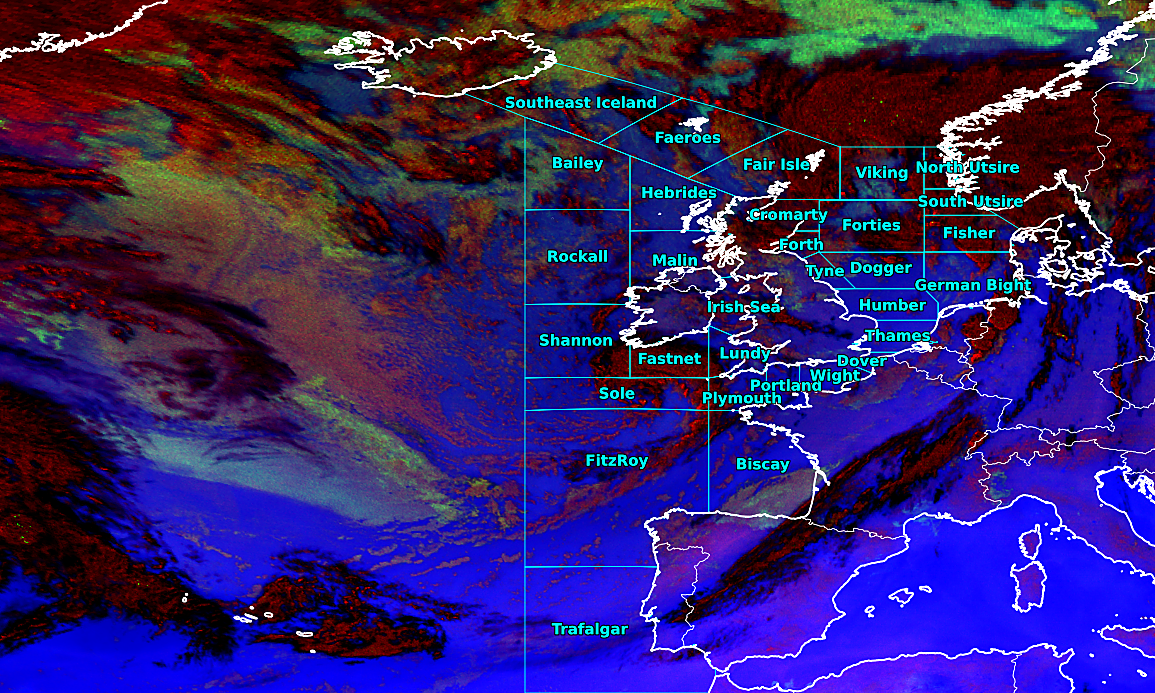 Southeast Iceland
Faeroes
Bailey
Fair Isle
Viking
North Utsire
Hebrides
South Utsire
Cromarty
Forties
Fisher
Forth
Rockall
Malin
Tyne
Dogger
German Bight
Irish Sea
Humber
Shannon
Thames
Fastnet
Lundy
Dover
Wight
Portland
Sole
Plymouth
FitzRoy
Biscay
Trafalgar